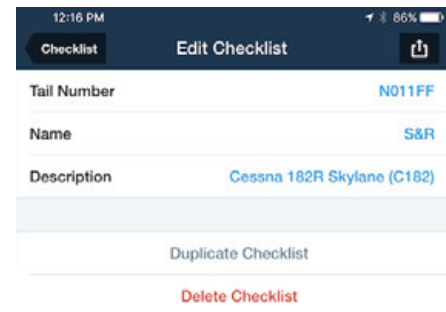 12:16 PM 86%
Checklist Edit Checklist
Tail Number N011FF
Name S&R
Description Cessna 182R Skylane (C182)
Duplicate Checklist
Delete Checklist